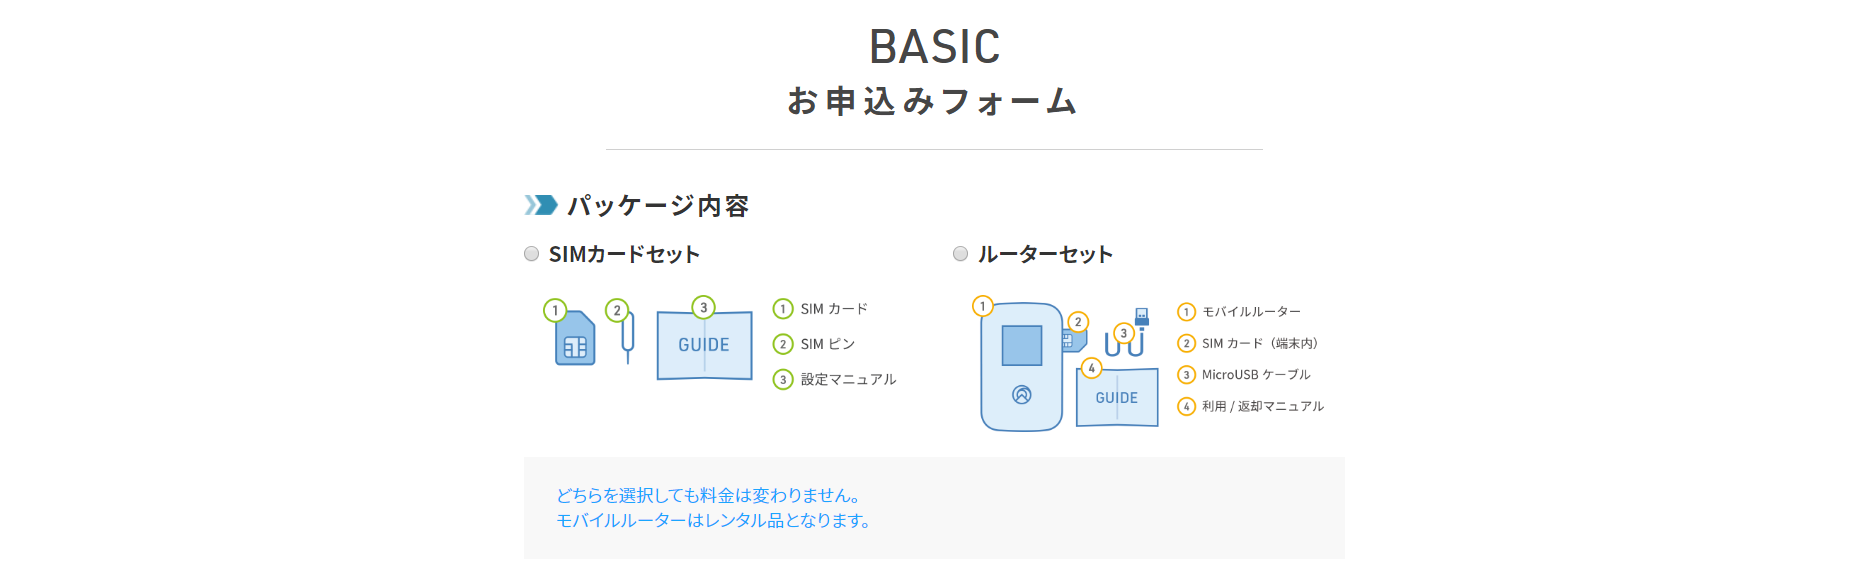 BASIC
お申込みフォーム
パッケージ内容
SIMカードセット
1
2
3
GUIDE
1 SIM カード
2 SIM ピン
3 設定マニュアル
ルーターセット
1
2
3
4
GUIDE
1 モバイルルーター
2 SIM カード（端末内）
3 MicroUSB ケーブル
4 利用 / 返却マニュアル
どちらを選択しても料金は変わりません。
モバイルルーターはレンタル品となります。